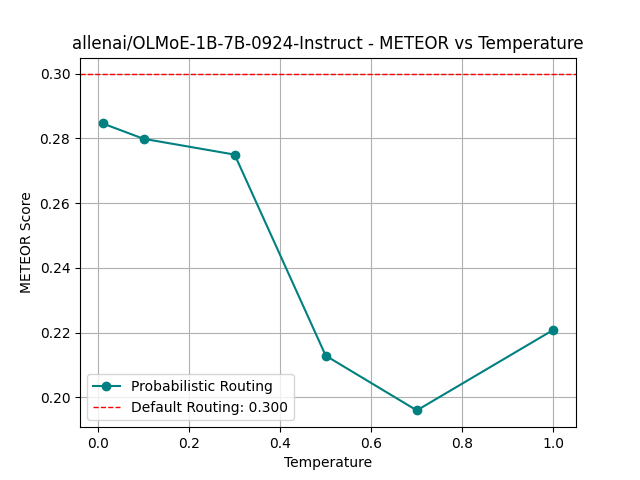 allenai/OLMoE-1B-7B-0924-Instruct - METEOR vs Temperature
METEOR Score
0.30
0.28
0.26
0.24
0.22
0.20
Probabilistic Routing
Default Routing: 0.300
0.0 0.2 0.4 0.6 0.8 1.0
Temperature